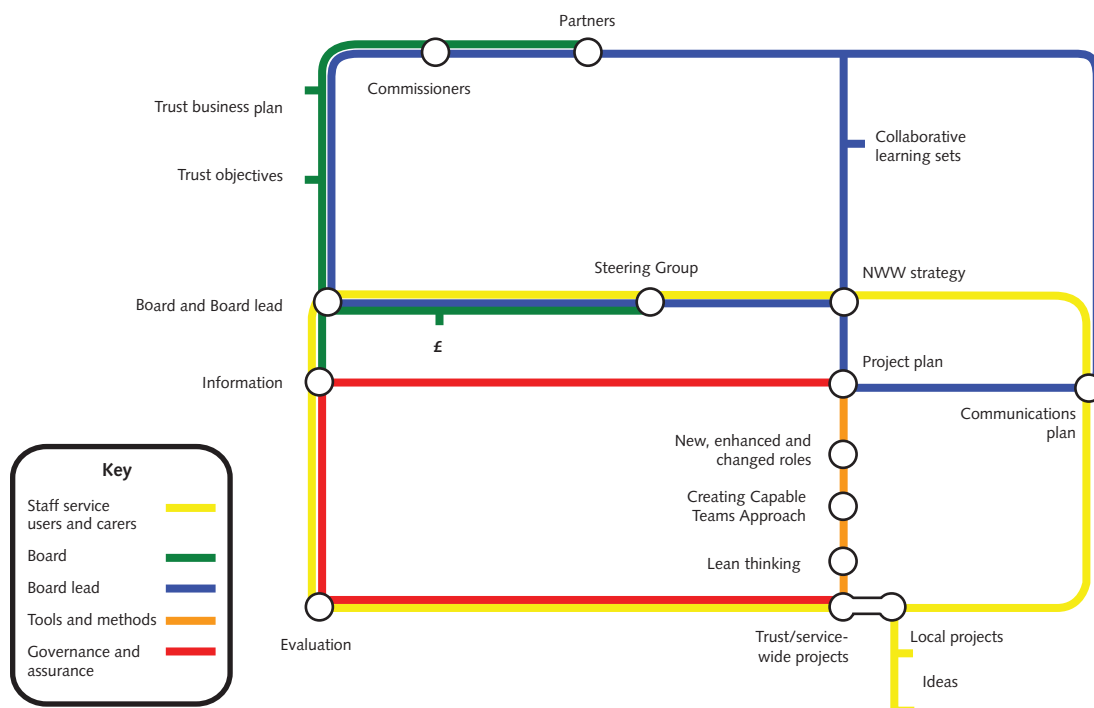 Partners
Commissioners
Trust business plan
Collaborative
learning sets
Trust objectives
Steering Group
NWW strategy
Board and Board lead
£
Information
Project plan
Communications
plan
New, enhanced and
changed roles
Creating Capable
Teams Approach
Lean thinking
Evaluation
Trust/service-
wide projects
Local projects
Ideas
Key
Staff service
users and carers
Board
Board lead
Tools and methods
Governance and
assurance